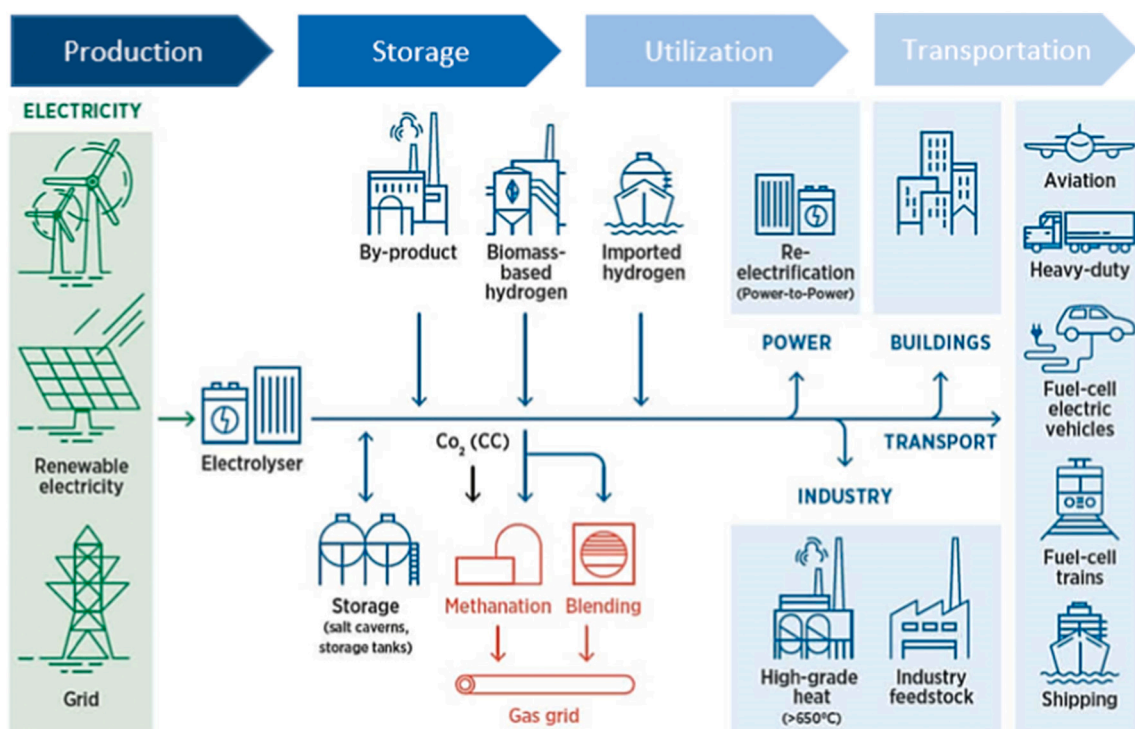 Production
Storage
Utilization
Transportation
ELECTRICITY
Renewable
electricity
Grid
Electrolyser
By-product
Biomass-
based
hydrogen
Imported
hydrogen
Storage
(salt caverns,
storage tanks)
Co₂ (CC)
Methanation
Blending
Gas grid
Re-
electrification
(Power-to-Power)
POWER
BUILDINGS
TRANSPORT
INDUSTRY
High-grade
heat
(>650ºC)
Industry
feedstock
Aviation
Heavy-duty
Fuel-cell
electric
vehicles
Fuel-cell
trains
Shipping